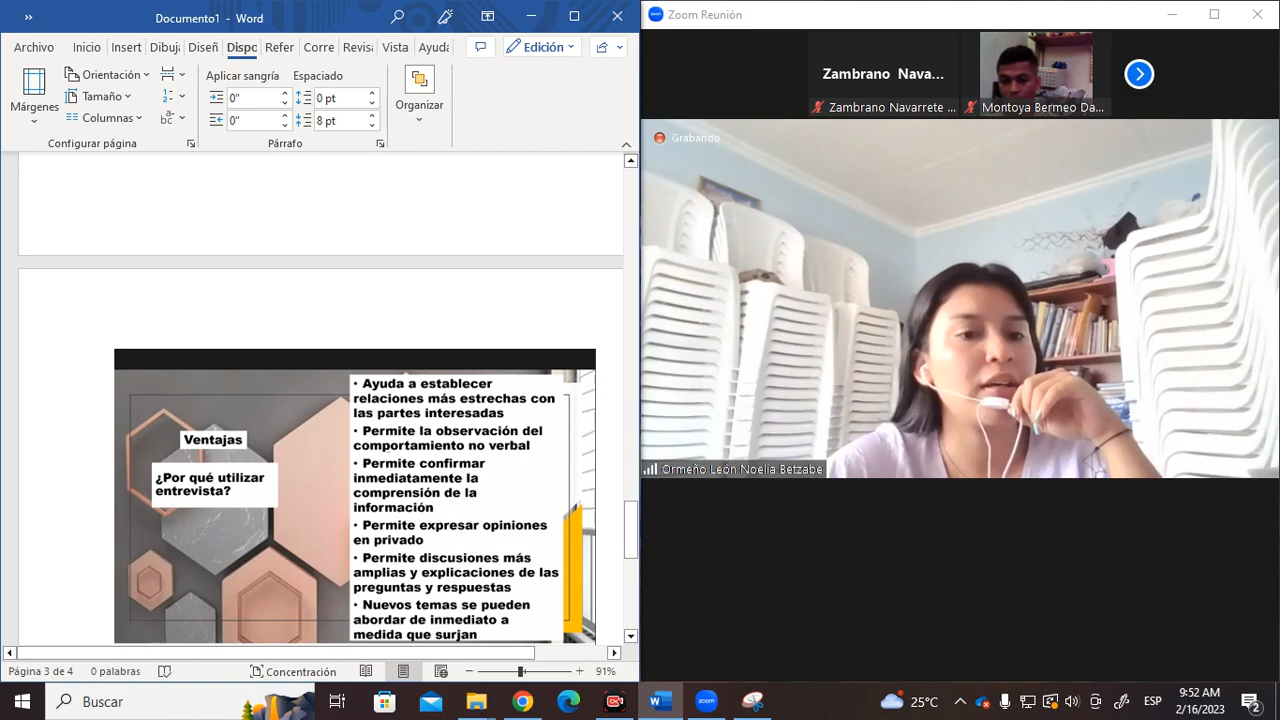 Documento1 - Word
Archivo
Inicio
Insert
Dibuj
Diseñ
Dispo
Refer
Corre
Revisa
Vista
Ayuda
Edición
Márgenes
Orientación
Tamaño
Columnas
Configurar página
Aplicar sangría
0"
0"
Espaciado
0 pt
8 pt
Párrafo
Organizar
Ventajas
¿Por qué utilizar
entrevista?
• Ayuda a establecer
relaciones más estrechas con
las partes interesadas
• Permite la observación del
comportamiento no verbal
• Permite confirmar
inmediatamente la
comprensión de la
información
• Permite expresar opiniones
en privado
• Permite discusiones más
amplias y explicaciones de las
preguntas y respuestas
• Nuevos temas se pueden
abordar de inmediato a
medida que surjan
Página 3 de 4
0 palabras
Concentración
91%
Zoom Reunión
Zambrano Nava...
Zambrano Navarrete ...
Montoya Bermeo Da...
Grabando
Ormeño León Noelia Betzabe
Buscar
zoom
25°C
ESP
9:52 AM
2/16/2023
2